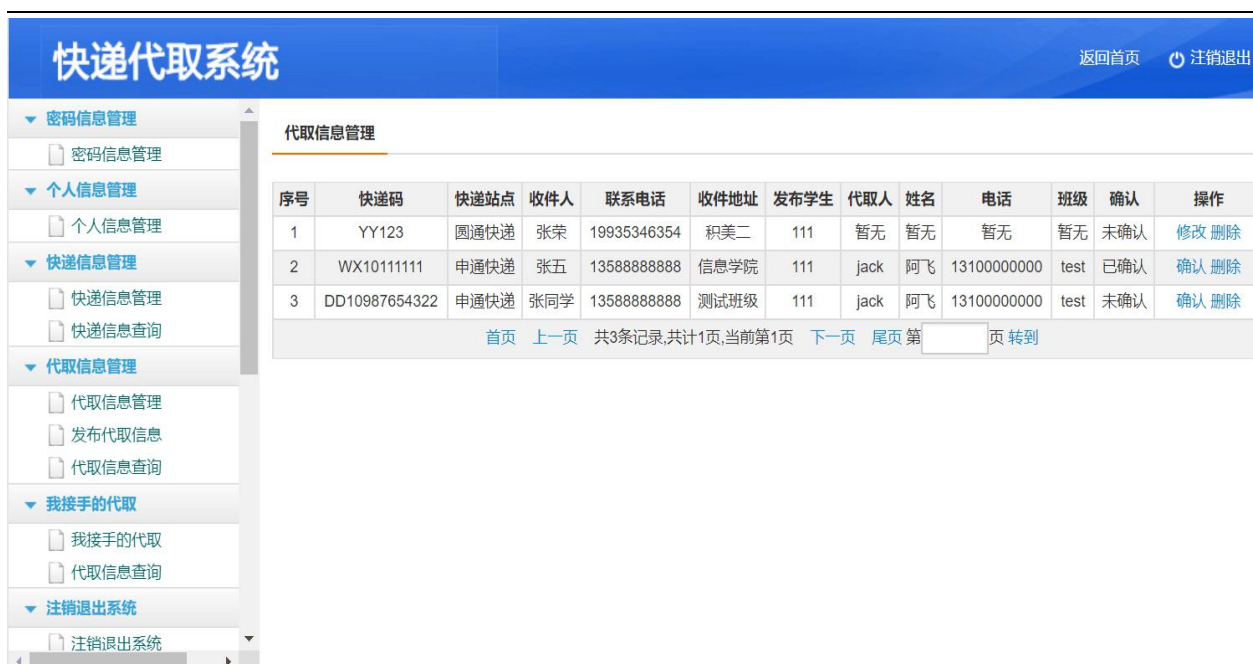 快递代取系统
返回首页 注销退出
密码信息管理
密码信息管理
个人信息管理
个人信息管理
快递信息管理
快递信息管理
快递信息查询
代取信息管理
代取信息管理
发布代取信息
代取信息查询
我接手的代取
我接手的代取
代取信息查询
注销退出系统
注销退出系统
代取信息管理
序号 快递码 快递站点 收件人 联系电话 收件地址 发布学生 代取人 姓名 电话 班级 确认 操作
1 YY123 圆通快递 张荣 19935346354 积美二 111 暂无 暂无 暂无 暂无 未确认 修改 删除
2 WX10111111 申通快递 张五 13588888888 信息学院 111 jack 阿飞 13100000000 test 已确认 确认 删除
3 DD10987654322 申通快递 张同学 13588888888 测试班级 111 jack 阿飞 13100000000 test 未确认 确认 删除
首页 上一页 共3条记录,共计1页,当前第1页 下一页 尾页 第 页 转到